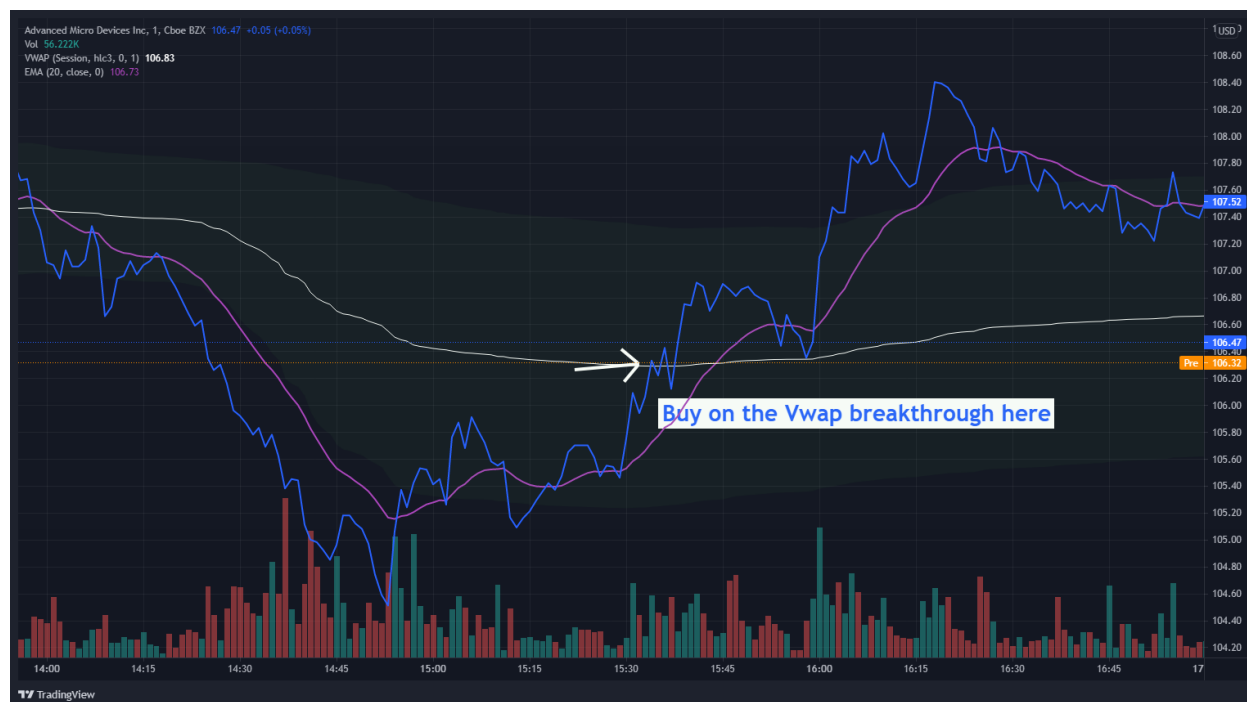 Advanced Micro Devices Inc, 1, Cboe BZX 106.47 +0.05 (+0.05%)
Vol 56.222K
VWAP (Session, hlc3, 0, 1) 106.83
EMA (20, close, 0) 106.73
USD
108.60
108.40
108.20
108.00
107.80
107.60
107.52
107.40
107.20
107.00
106.80
106.60
106.47
106.40
Pre 106.32
106.20
106.00
Buy on the Vwap breakthrough here
105.80
105.60
105.40
105.20
105.00
104.80
104.60
104.40
104.20
14:00 14:15 14:30 14:45 15:00 15:15 15:30 15:45 16:00 16:15 16:30 16:45 17
TradingView